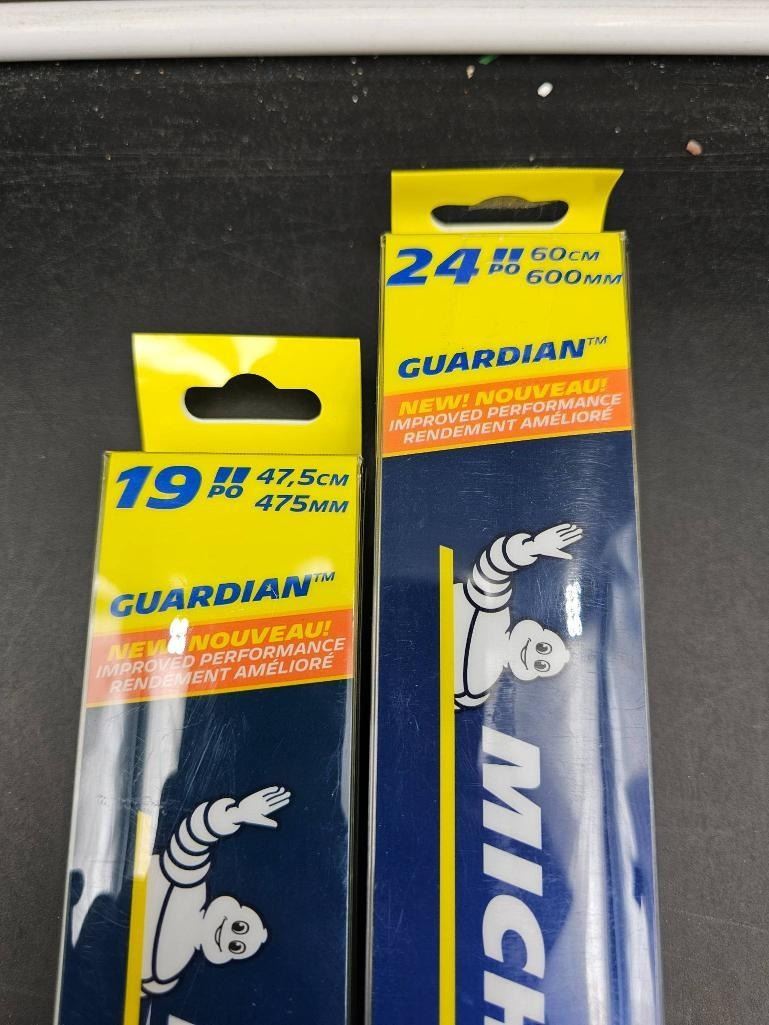 19"PO 47,5CM
475MM
GUARDIAN™
NEW! NOUVEAU!
IMPROVED PERFORMANCE
RENDEMENT AMÉLIORÉ
24"PO 60CM
600MM
GUARDIAN™
NEW! NOUVEAU!
IMPROVED PERFORMANCE
RENDEMENT AMÉLIORÉ
MICH